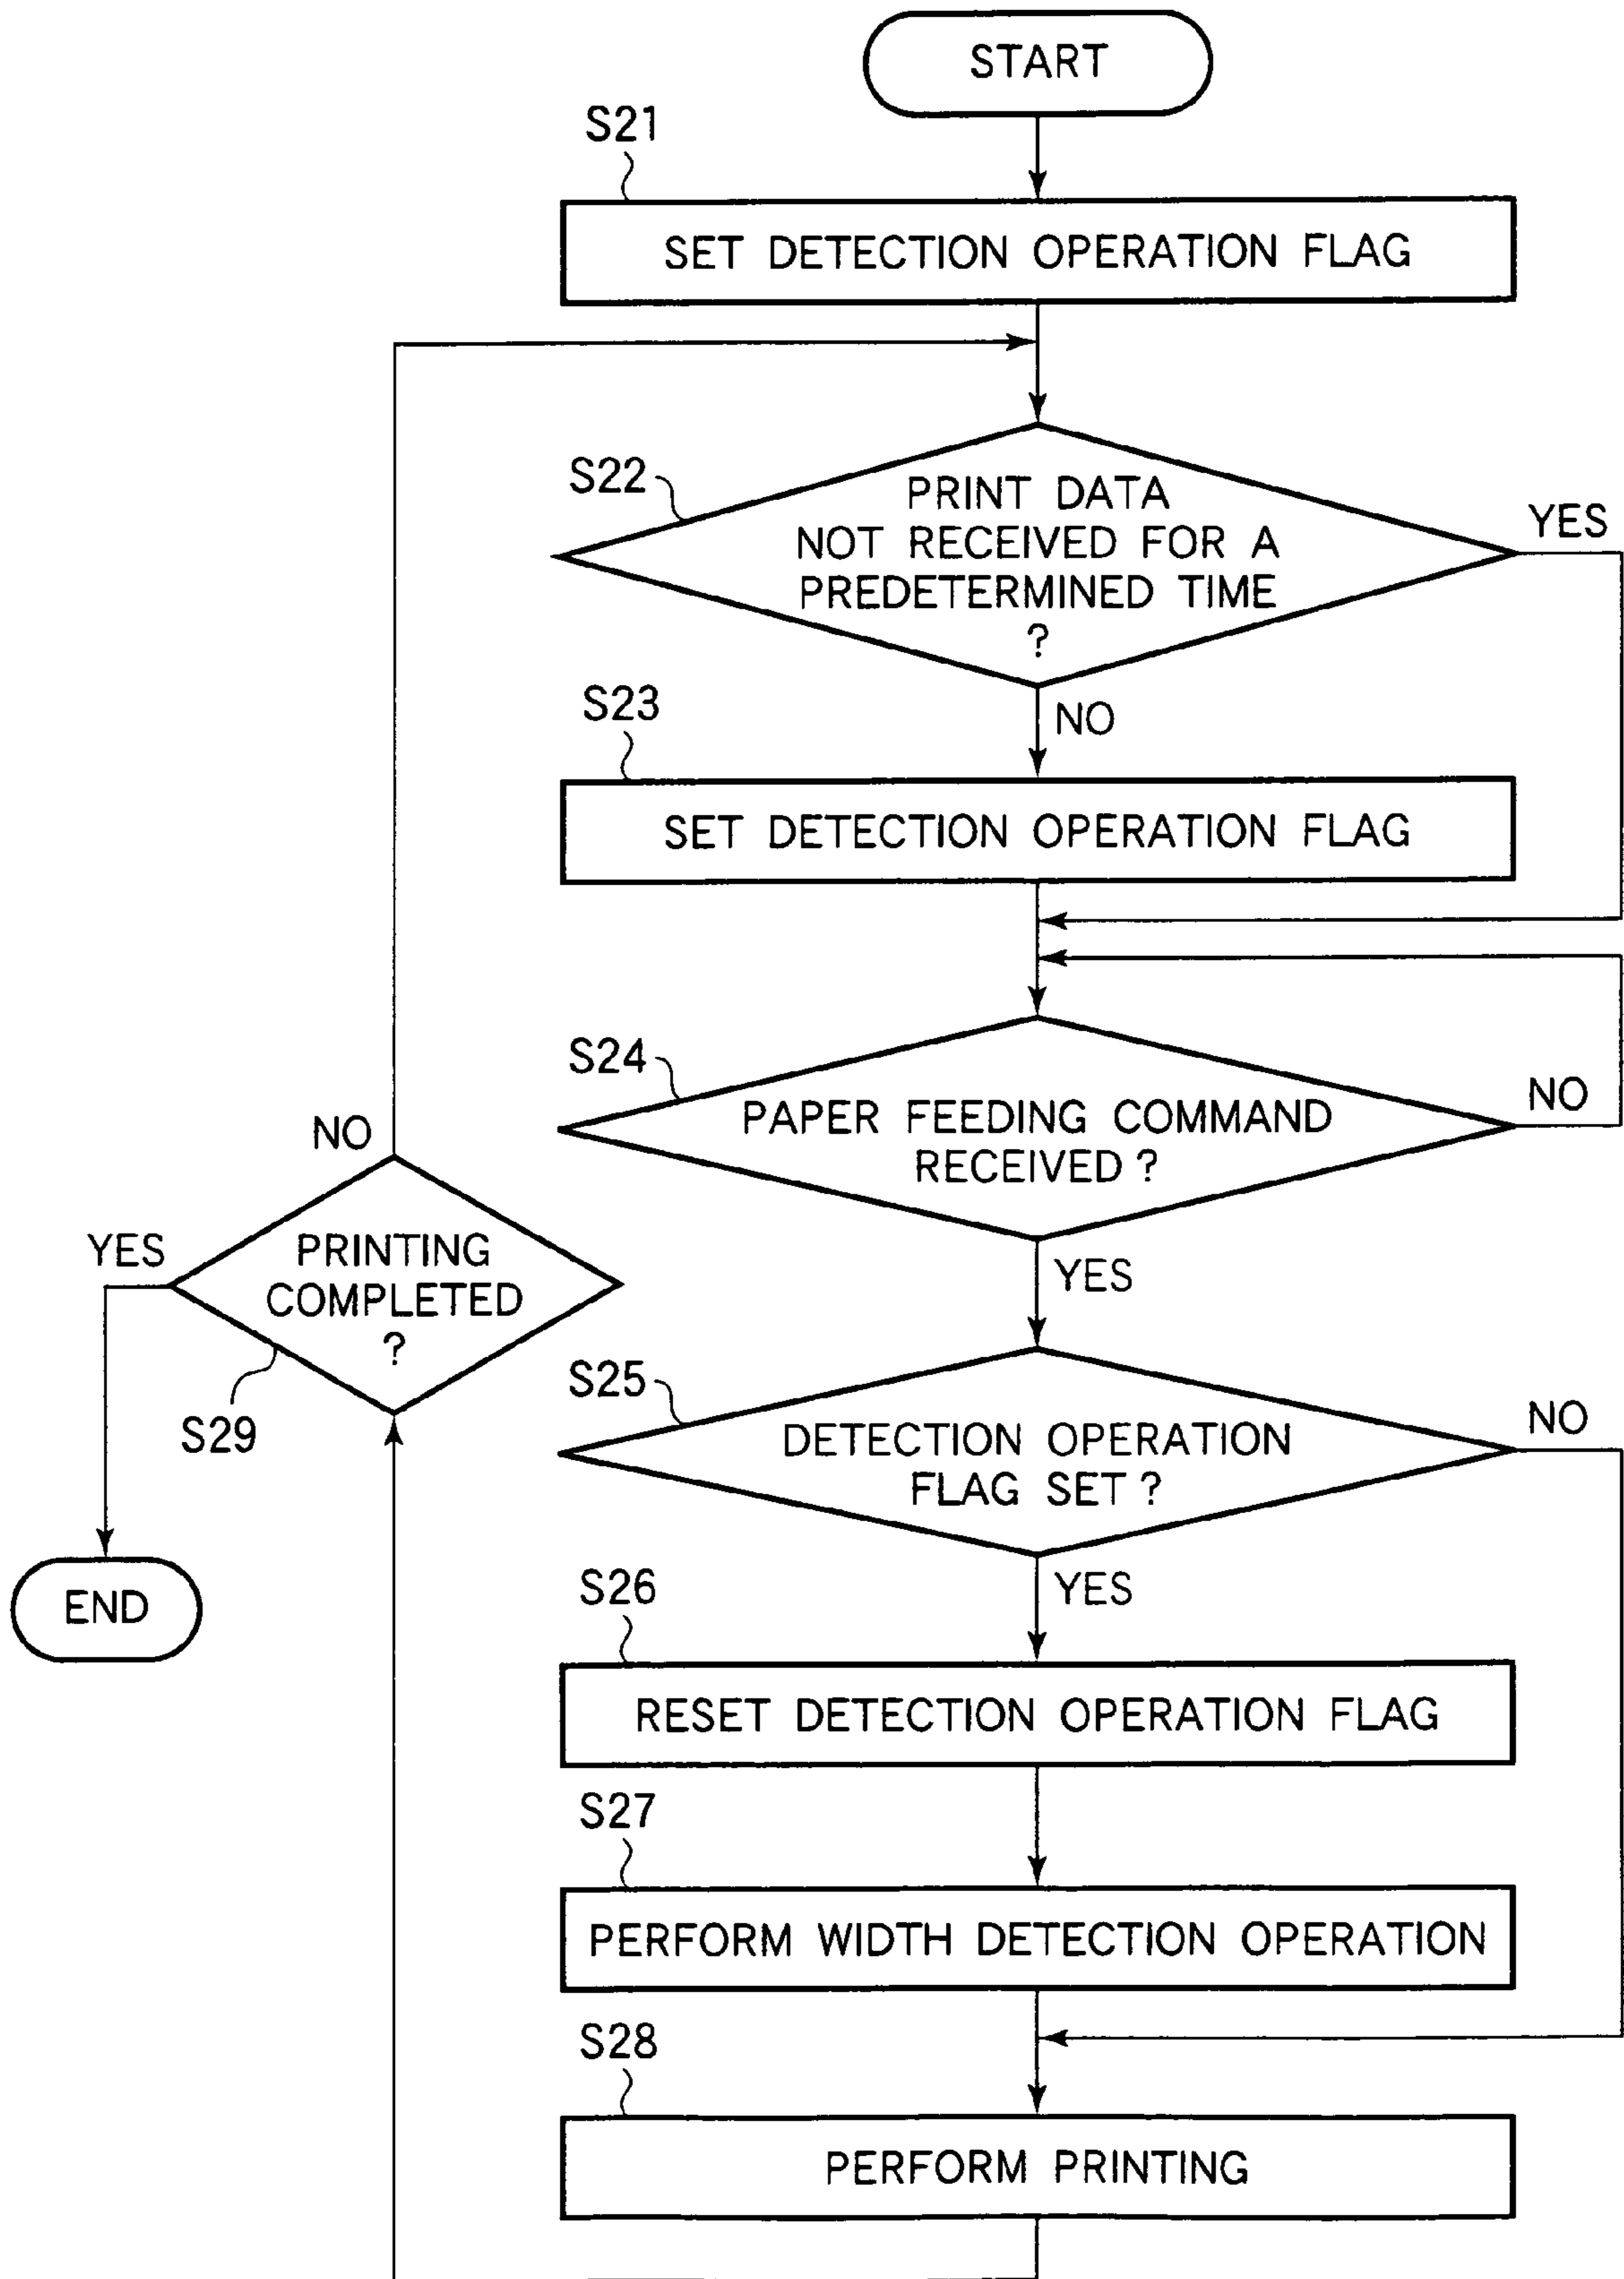 START
S21
SET DETECTION OPERATION FLAG
S22
PRINT DATA
NOT RECEIVED FOR A
PREDETERMINED TIME
?
YES
NO
S23
SET DETECTION OPERATION FLAG
S24
PAPER FEEDING COMMAND
RECEIVED ?
NO
YES
NO
YES
PRINTING
COMPLETED
?
S29
END
S25
DETECTION OPERATION
FLAG SET ?
NO
YES
S26
RESET DETECTION OPERATION FLAG
S27
PERFORM WIDTH DETECTION OPERATION
S28
PERFORM PRINTING